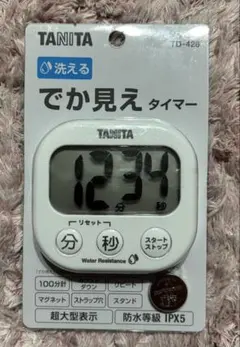 TANITA
TD-426
洗える
でか見え タイマー
TANITA
12 34
分 秒
リセット
分
秒
スタート
ストップ
Water Resistance
100分計
ダウン
リピート
マグネット
ストラップ穴
スタンド
超大型表示
防水等級 IPX5